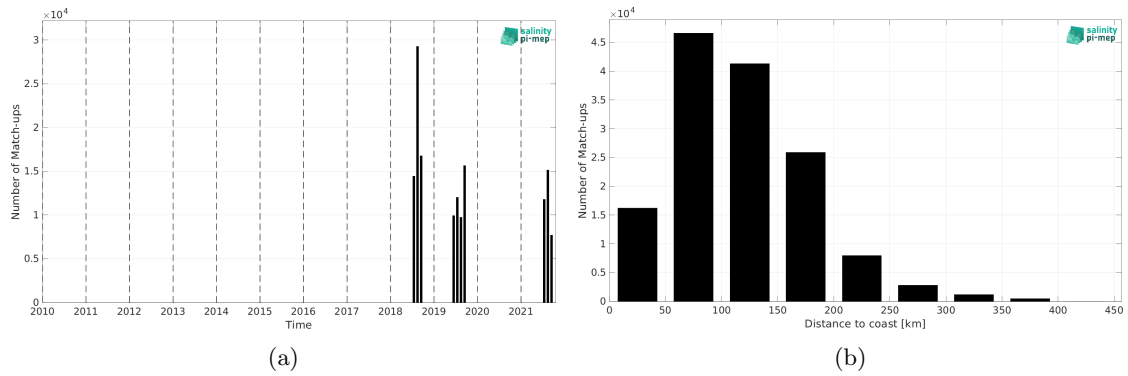 ×10⁴
3
2.5
2
1.5
1
0.5
0
Number of Match-ups
2010 2011 2012 2013 2014 2015 2016 2017 2018 2019 2020 2021
Time
salinity
pi-mep
(a)
×10⁴
4.5
4
3.5
3
2.5
2
1.5
1
0.5
0
Number of Match-ups
0 50 100 150 200 250 300 350 400 450
Distance to coast [km]
salinity
pi-mep
(b)